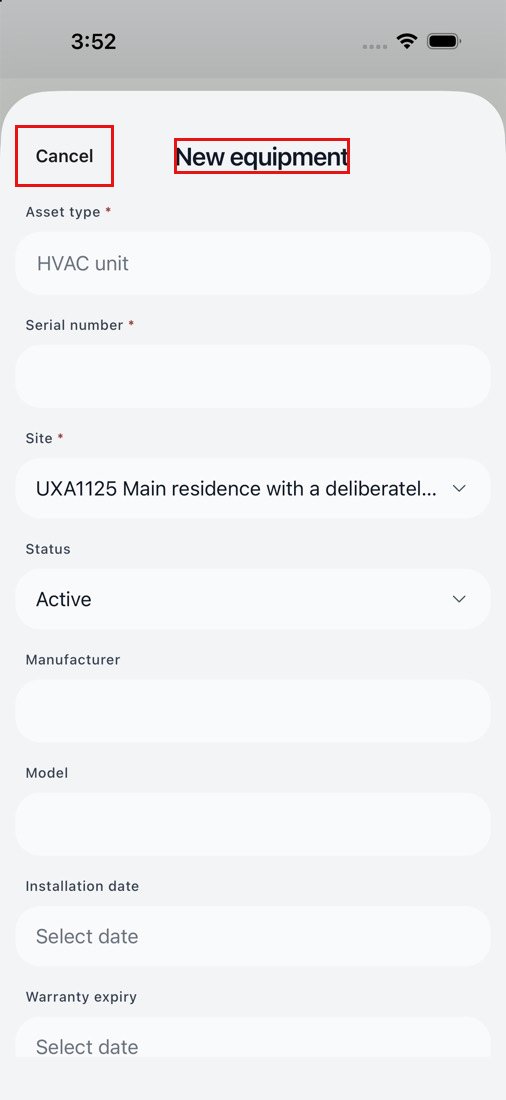 3:52
Cancel
New equipment
Asset type *
HVAC unit
Serial number *
Site *
UXA1125 Main residence with a deliberatel...
Status
Active
Manufacturer
Model
Installation date
Select date
Warranty expiry
Select date